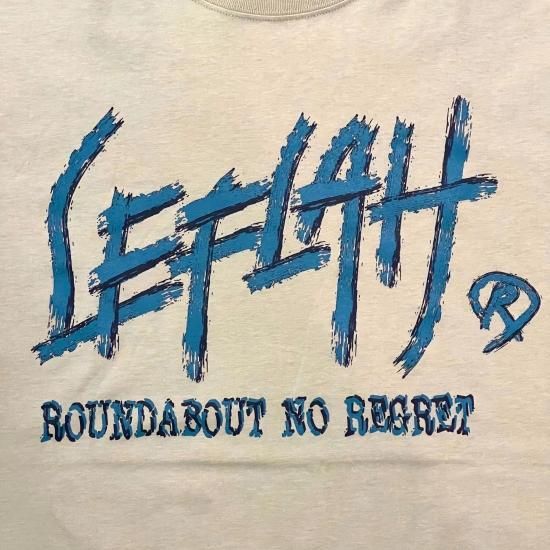 LEFLAH
®
ROUNDABOUT NO REGRET